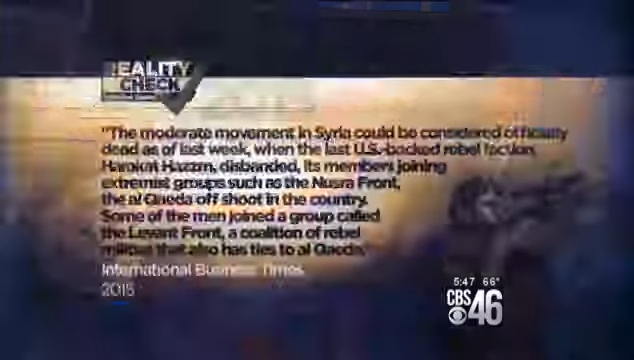 REALITY
CHECK
"The moderate movement in Syria could be considered officially
dead as of last week, when the last U.S.-backed rebel faction,
Harakat Hazzm, disbanded, its members joining
extremist groups such as the Nusra Front,
the al Qaeda off shoot in the country.
Some of the men joined a group called
the Levant Front, a coalition of rebel
militias that also has ties to al Qaeda."
International Business Times
2015
5:47 66°
CBS 46